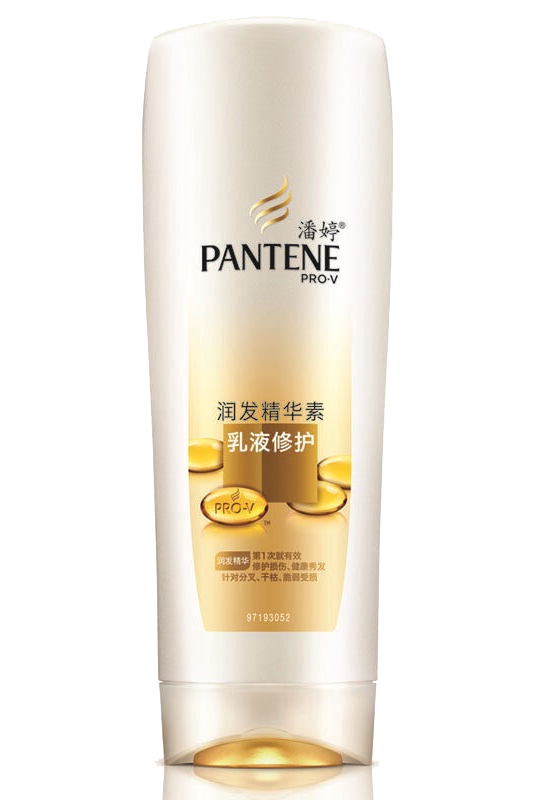 潘婷®
PANTENE
PRO-V
润发精华素
乳液修护
PRO-V
™
润发精华
第1次就有效
修护损伤、健康秀发
针对分叉、干枯、脆弱受损
97193052